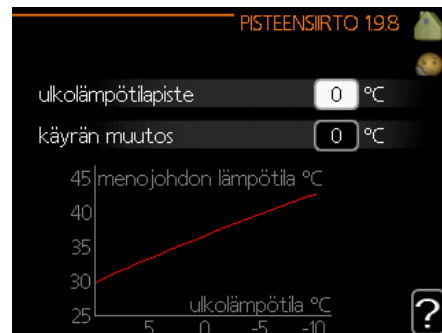 PISTEENSIIRTO 1.9.8
ulkolämpötilapiste 0 °C
käyrän muutos 0 °C
45 menojohdon lämpötila °C
40
35
30
ulkolämpötila °C
25
5 0 -5 -10
?